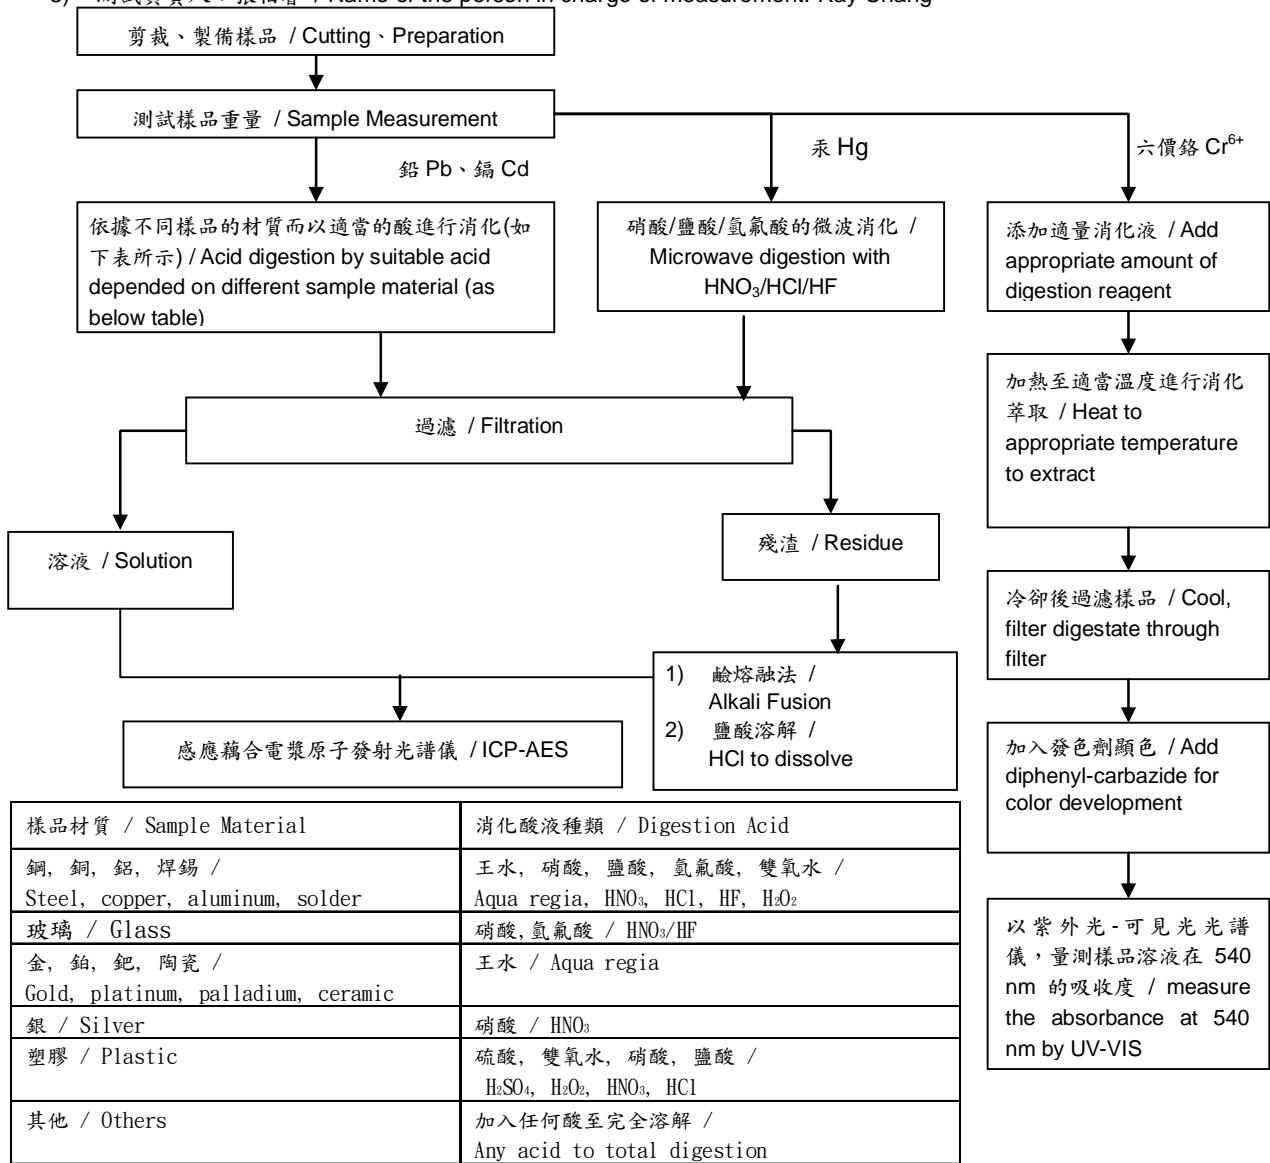 Name of the person in charge of measurement: Ray Chang
剪裁、製備樣品 / Cutting、Preparation
測試樣品重量 / Sample Measurement
鉛 Pb、鎘 Cd
汞 Hg
六價鉻 Cr⁶⁺
依據不同樣品的材質而以適當的酸進行消化(如
下表所示) / Acid digestion by suitable acid
depended on different sample material (as
below table)
硝酸/鹽酸/氫氟酸的微波消化 /
Microwave digestion with
HNO₃/HCl/HF
添加適量消化液 / Add
appropriate amount of
digestion reagent
加熱至適當溫度進行消化
萃取 / Heat to
appropriate temperature
to extract
過濾 / Filtration
溶液 / Solution
殘渣 / Residue
冷卻後過濾樣品 / Cool,
filter digestate through
filter
1) 鹼熔融法 /
Alkali Fusion
2) 鹽酸溶解 /
HCl to dissolve
感應藕合電漿原子發射光譜儀 / ICP-AES
加入發色劑顯色 / Add
diphenyl-carbazide for
color development
以紫外光-可見光光譜
儀，量測樣品溶液在 540
nm 的吸收度 / measure
the absorbance at 540
nm by UV-VIS
樣品材質 / Sample Material
消化酸液種類 / Digestion Acid
鋼, 銅, 鋁, 焊錫 /
Steel, copper, aluminum, solder
王水, 硝酸, 鹽酸, 氫氟酸, 雙氧水 /
Aqua regia, HNO₃, HCl, HF, H₂O₂
玻璃 / Glass
硝酸,氫氟酸 / HNO₃/HF
金, 鉑, 鈀, 陶瓷 /
Gold, platinum, palladium, ceramic
王水 / Aqua regia
銀 / Silver
硝酸 / HNO₃
塑膠 / Plastic
硫酸, 雙氧水, 硝酸, 鹽酸 /
H₂SO₄, H₂O₂, HNO₃, HCl
其他 / Others
加入任何酸至完全溶解 /
Any acid to total digestion